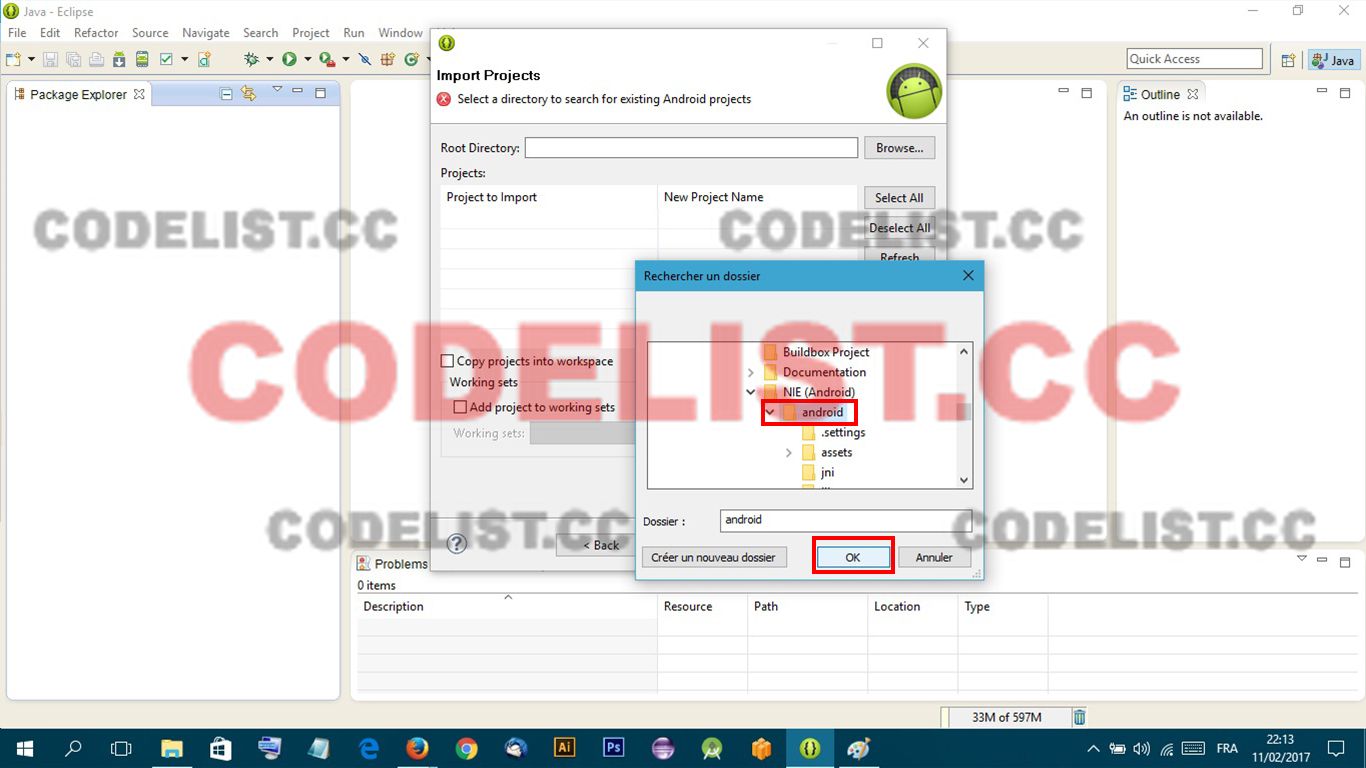 Java - Eclipse
File Edit Refactor Source Navigate Search Project Run Window
Quick Access
Java
Package Explorer
Import Projects
Select a directory to search for existing Android projects
Root Directory:
Browse...
Projects:
Project to Import
New Project Name
Select All
Deselect All
Refresh
Copy projects into workspace
Working sets
Add project to working sets
Working sets:
< Back
Rechercher un dossier
Buildbox Project
Documentation
NIE (Android)
android
.settings
assets
jni
Dossier :
android
Créer un nouveau dossier
OK
Annuler
Outline
An outline is not available.
CODELIST.CC
CODELIST.CC
CODELIST.CC
CODELIST.CC
CODELIST.CC
Problems
0 items
Description
Resource
Path
Location
Type
33M of 597M
Ai
Ps
FRA
22:13
11/02/2017